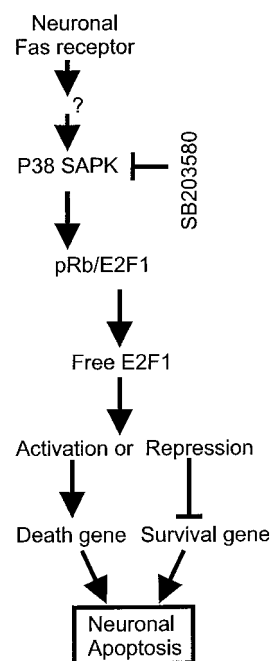 Neuronal
Fas receptor
?
P38 SAPK
SB203580
pRb/E2F1
Free E2F1
Activation or Repression
Death gene Survival gene
Neuronal
Apoptosis